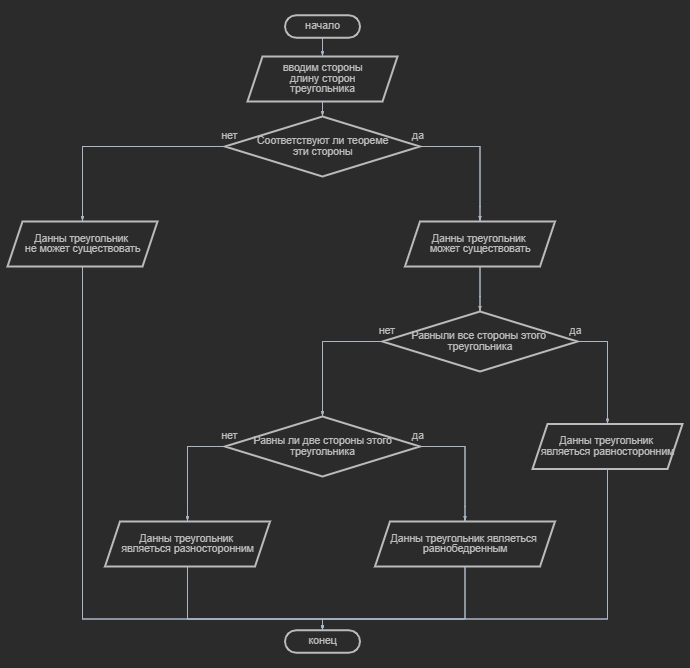 начало
вводим стороны
длину сторон
треугольника
нет
да
Соответствуют ли теореме
эти стороны
Данны треугольник
не может существовать
Данны треугольник
может существовать
нет
да
Равныли все стороны этого
треугольника
нет
да
Равны ли две стороны этого
треугольника
Данны треугольник
являеться равносторонним
Данны треугольник
являеться разносторонним
Данны треугольник являеться
равнобедренным
конец